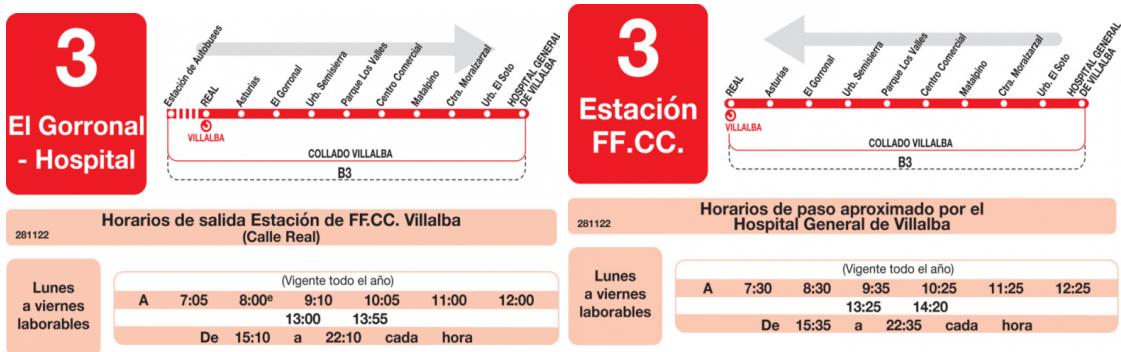 3
El Gorronal
- Hospital
Estación de Autobuses
REAL
Asturias
El Gorronal
Urb. Semisierra
Parque Los Valles
Centro Comercial
Matalpino
Ctra. Moralzarzal
Urb. El Soto
HOSPITAL GENERAL
DE VILLALBA
VILLALBA
COLLADO VILLALBA
B3
Horarios de salida Estación de FF.CC. Villalba
(Calle Real)
281122
Lunes
a viernes
laborables
(Vigente todo el año)
A 7:05 8:00e 9:10 10:05 11:00 12:00
13:00 13:55
De 15:10 a 22:10 cada hora
3
Estación
FF.CC.
REAL
Asturias
El Gorronal
Urb. Semisierra
Parque Los Valles
Centro Comercial
Matalpino
Ctra. Moralzarzal
Urb. El Soto
HOSPITAL GENERAL
DE VILLALBA
VILLALBA
COLLADO VILLALBA
B3
Horarios de paso aproximado por el
Hospital General de Villalba
281122
Lunes
a viernes
laborables
(Vigente todo el año)
A 7:30 8:30 9:35 10:25 11:25 12:25
13:25 14:20
De 15:35 a 22:35 cada hora